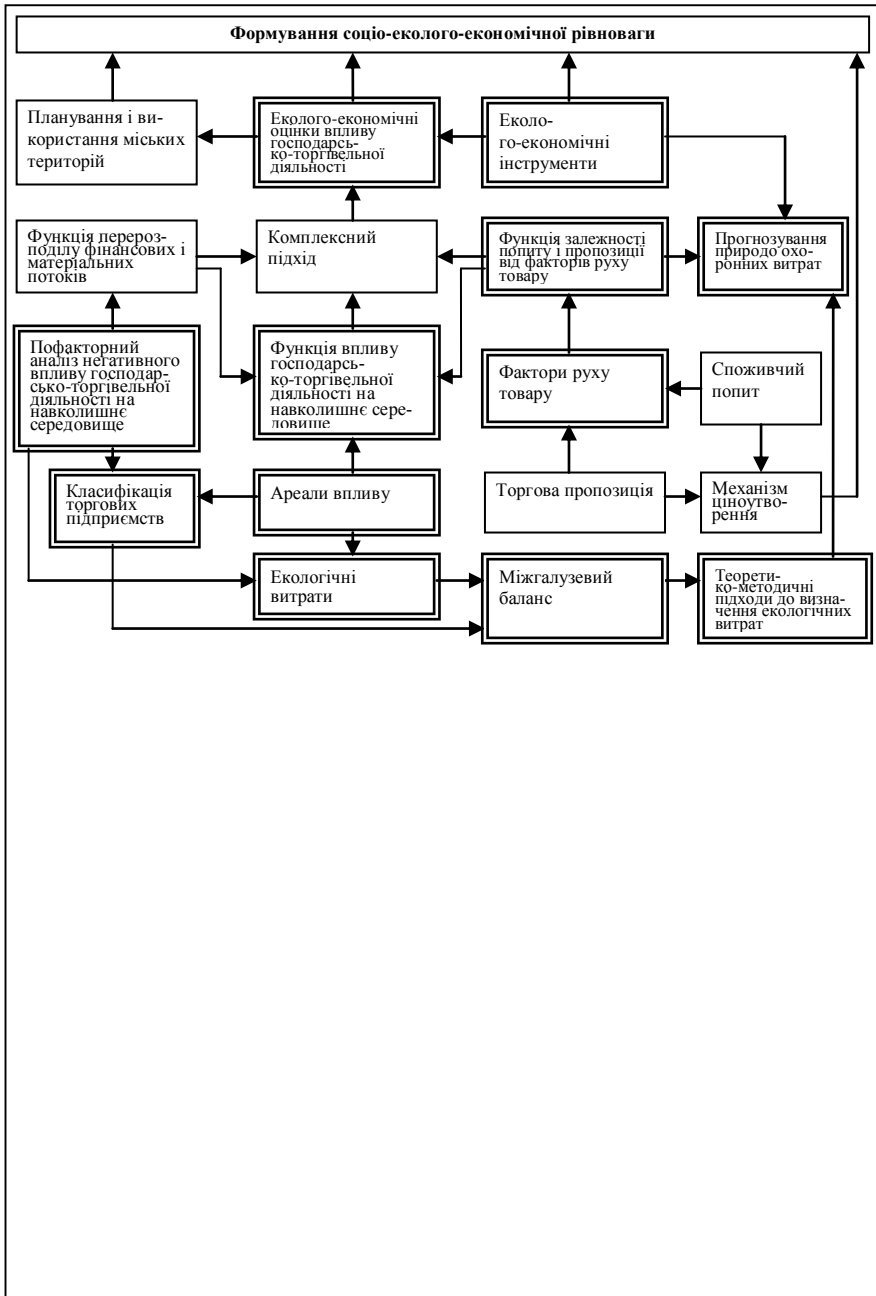 Формування соціо-еколого-економічної рівноваги
Планування і ви-
користання міських
територій
Еколого-економічні
оцінки впливу
господарсь-
ко-торгівельної
діяльності
Еколо-
го-економічні
інструменти
Функція перероз-
поділу фінансових і
матеріальних
потоків
Комплексний
підхід
Функція залежності
попиту і пропозиції
від факторів руху
товару
Прогнозування
природо охо-
ронних витрат
Пофакторний
аналіз негативного
впливу господар-
сько-торгівельної
діяльності на
навколишнє
середовище
Функція впливу
господарсь-
ко-торгівельної
діяльності на
навколишнє сере-
довище
Фактори руху
товару
Споживчий
попит
Класифікація
торгових
підприємств
Ареали впливу
Торгова пропозиція
Механізм
ціноутво-
рення
Екологічні
витрати
Міжгалузевий
баланс
Теорети-
ко-методичні
підходи до визна-
чення екологічних
витрат